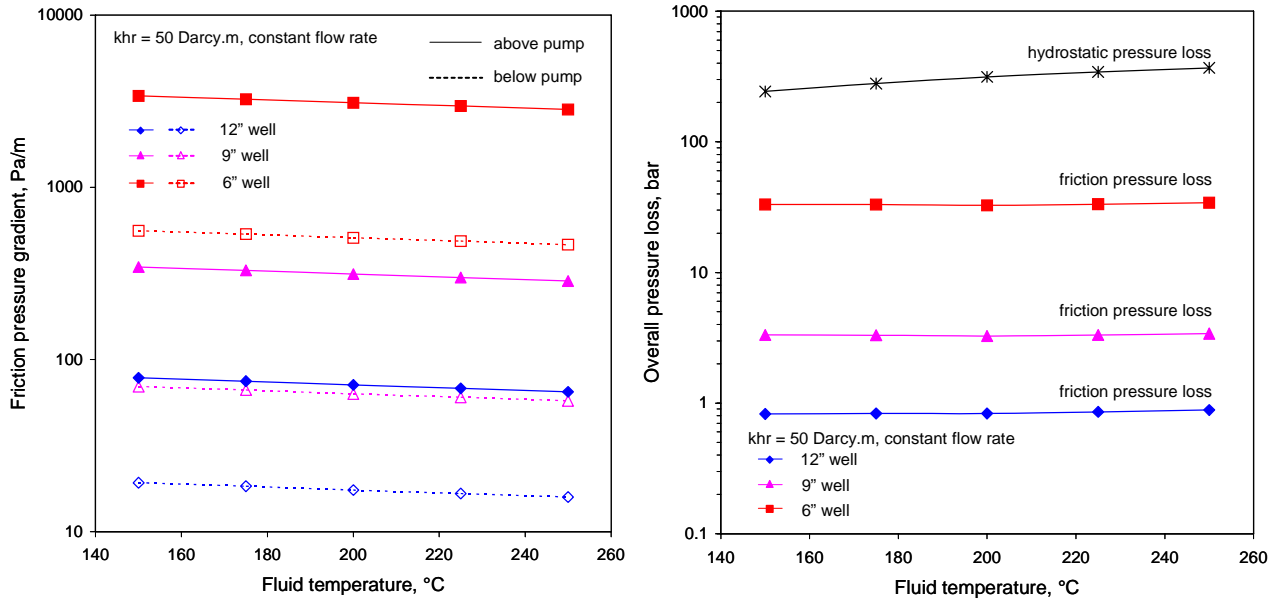 khr = 50 Darcy.m, constant flow rate
above pump
below pump
12” well
9” well
6” well
10000
1000
100
10
140
160
180
200
220
240
260
Friction pressure gradient, Pa/m
Fluid temperature, °C
hydrostatic pressure loss
friction pressure loss
friction pressure loss
friction pressure loss
khr = 50 Darcy.m, constant flow rate
12” well
9” well
6” well
1000
100
10
1
0.1
140
160
180
200
220
240
260
Overall pressure loss, bar
Fluid temperature, °C